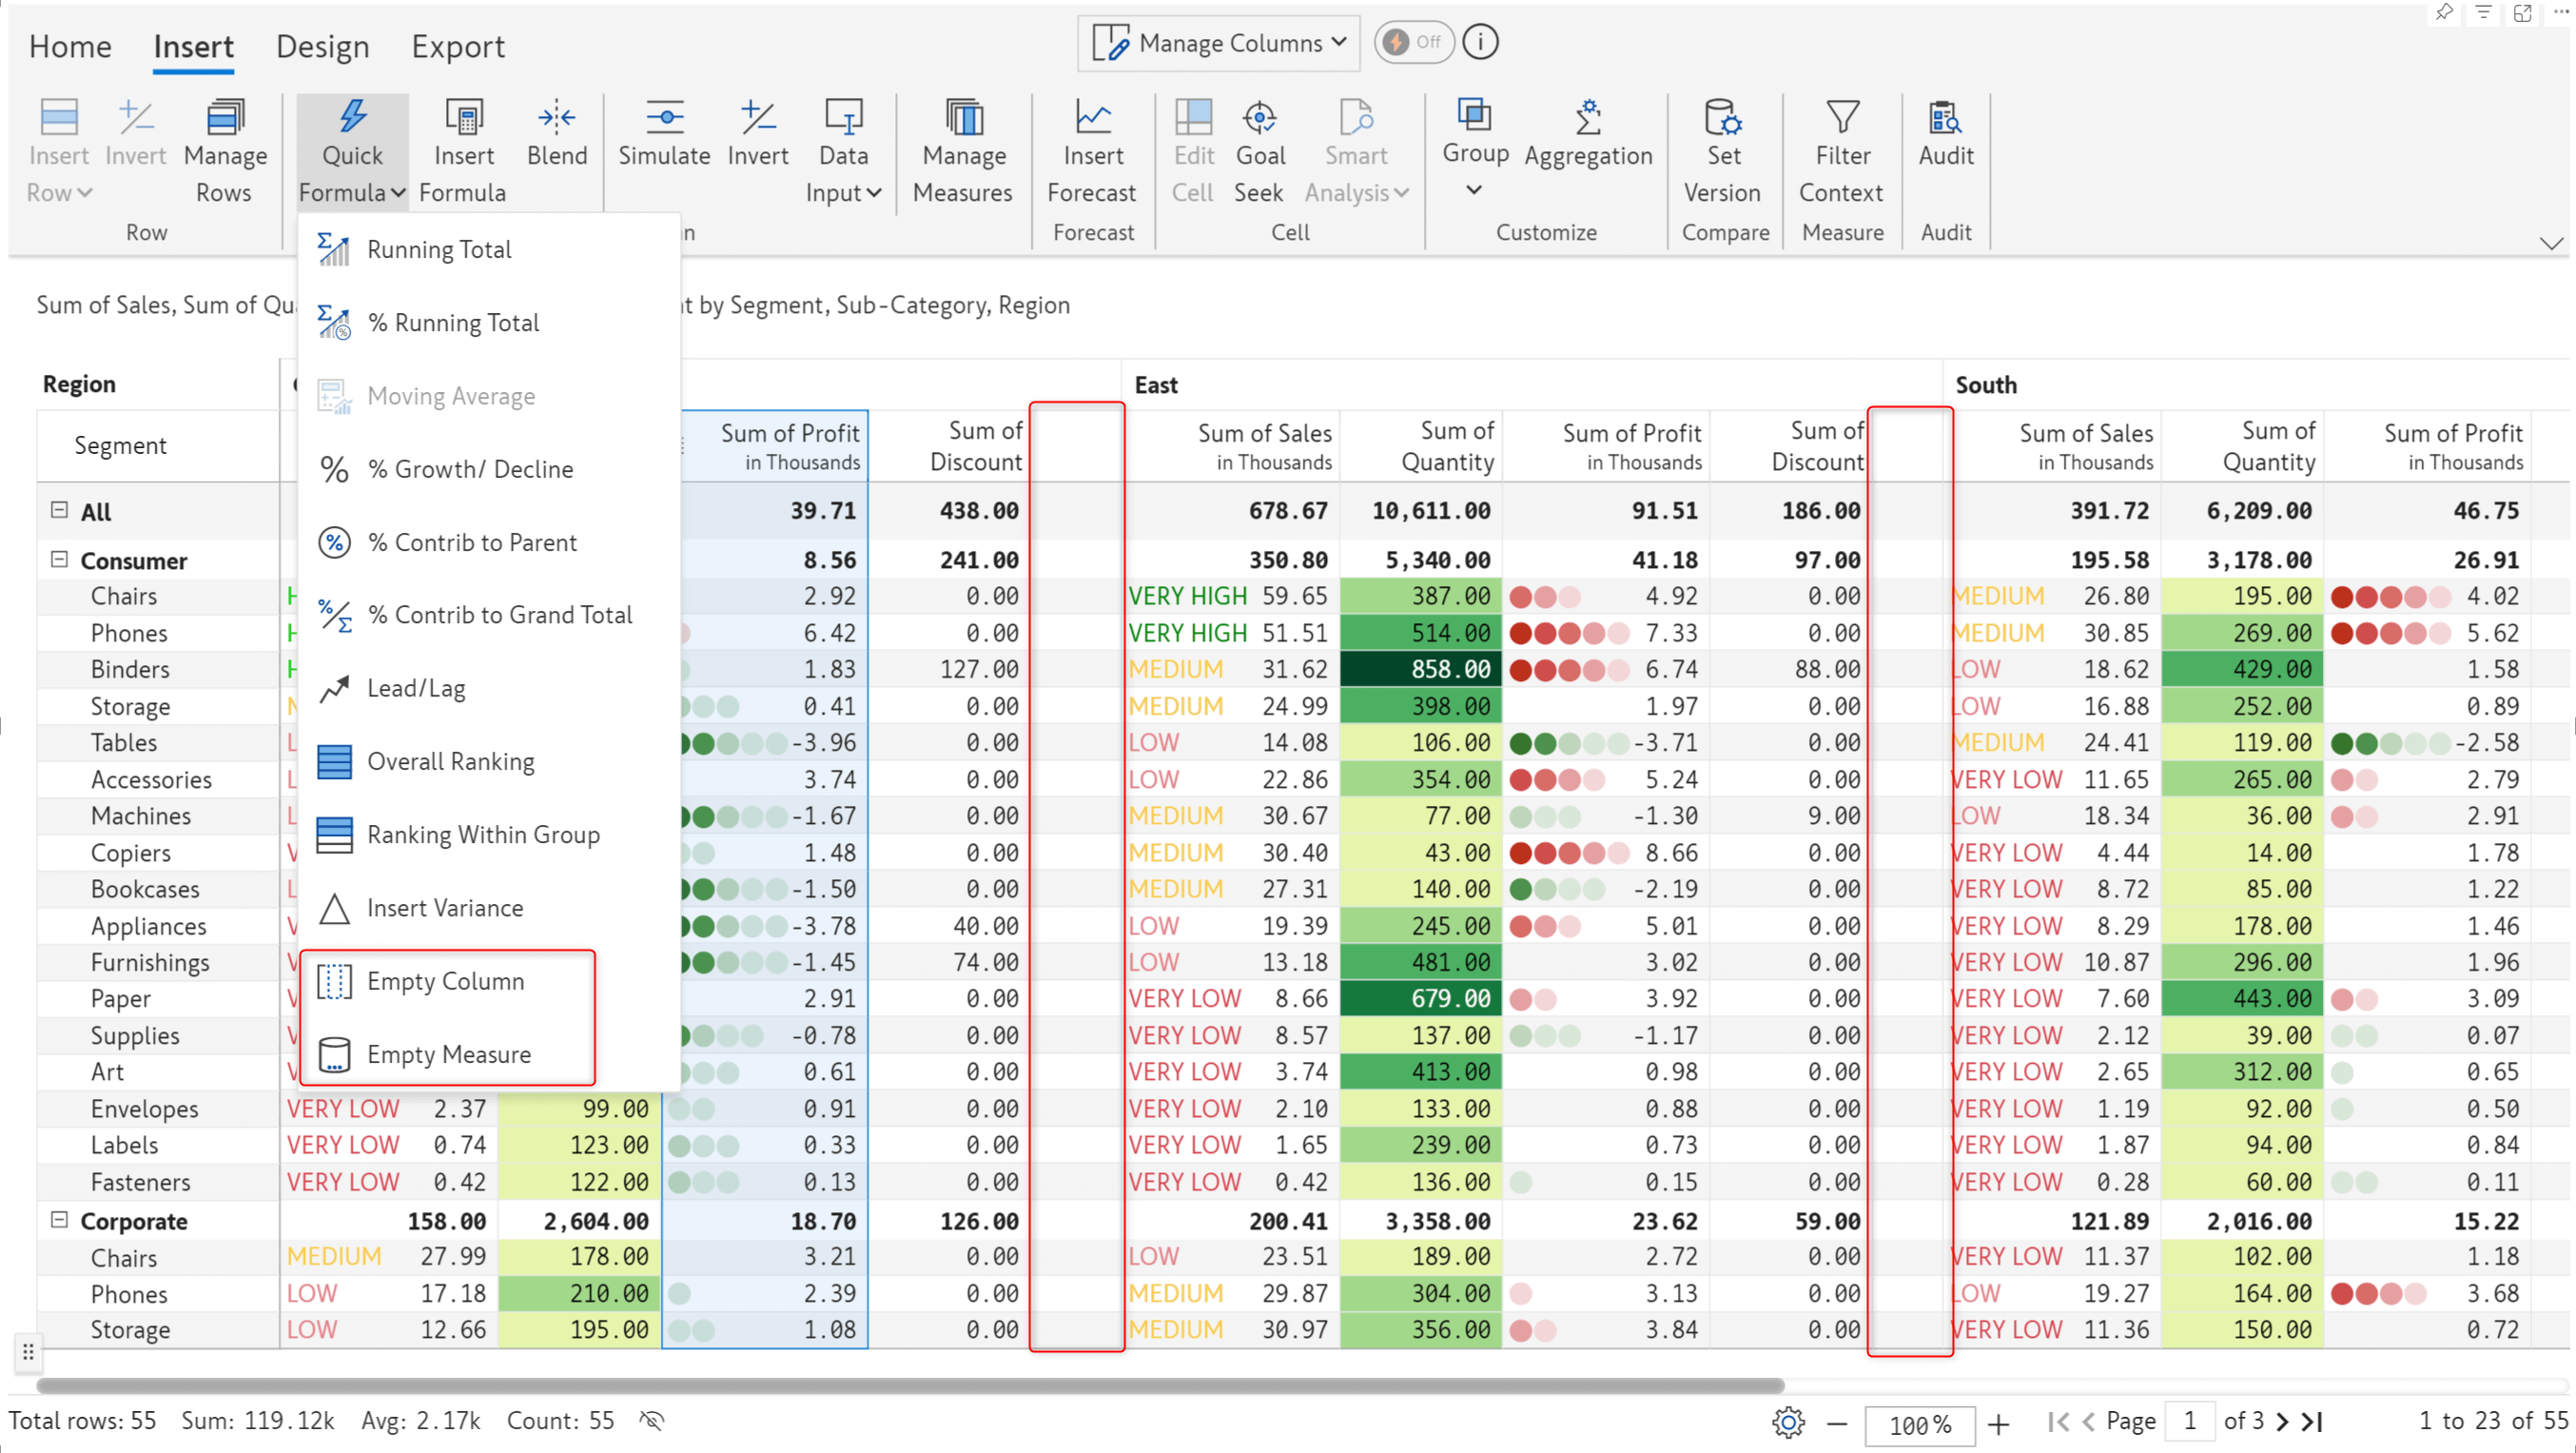 Home Insert Design Export
Manage Columns Off
Insert Row Invert Manage Rows Quick Formula Insert Formula Blend Simulate Invert Data Input Manage Measures Insert Forecast Edit Cell Goal Seek Smart Analysis Group Aggregation Set Version Filter Context Audit
Row Forecast Cell Customize Compare Measure Audit
Running Total
% Running Total
Moving Average
% Growth/ Decline
% Contrib to Parent
% Contrib to Grand Total
Lead/Lag
Overall Ranking
Ranking Within Group
Insert Variance
Empty Column
Empty Measure
Sum of Sales, Sum of Qu t by Segment, Sub-Category, Region
Region East South
Segment Sum of Profit in Thousands Sum of Discount Sum of Sales in Thousands Sum of Quantity Sum of Profit in Thousands Sum of Discount Sum of Sales in Thousands Sum of Quantity Sum of Profit in Thousands
All 39.71 438.00 678.67 10,611.00 91.51 186.00 391.72 6,209.00 46.75
Consumer 8.56 241.00 350.80 5,340.00 41.18 97.00 195.58 3,178.00 26.91
Chairs H 2.92 0.00 VERY HIGH 59.65 387.00 4.92 0.00 MEDIUM 26.80 195.00 4.02
Phones H 6.42 0.00 VERY HIGH 51.51 514.00 7.33 0.00 MEDIUM 30.85 269.00 5.62
Binders H 1.83 127.00 MEDIUM 31.62 858.00 6.74 88.00 LOW 18.62 429.00 1.58
Storage 0.41 0.00 MEDIUM 24.99 398.00 1.97 0.00 LOW 16.88 252.00 0.89
Tables L -3.96 0.00 LOW 14.08 106.00 -3.71 0.00 MEDIUM 24.41 119.00 -2.58
Accessories L 3.74 0.00 LOW 22.86 354.00 5.24 0.00 VERY LOW 11.65 265.00 2.79
Machines L -1.67 0.00 MEDIUM 30.67 77.00 -1.30 9.00 LOW 18.34 36.00 2.91
Copiers V 1.48 0.00 MEDIUM 30.40 43.00 8.66 0.00 VERY LOW 4.44 14.00 1.78
Bookcases L -1.50 0.00 MEDIUM 27.31 140.00 -2.19 0.00 VERY LOW 8.72 85.00 1.22
Appliances V -3.78 40.00 LOW 19.39 245.00 5.01 0.00 VERY LOW 8.29 178.00 1.46
Furnishings V -1.45 74.00 LOW 13.18 481.00 3.02 0.00 VERY LOW 10.87 296.00 1.96
Paper V 2.91 0.00 VERY LOW 8.66 679.00 3.92 0.00 VERY LOW 7.60 443.00 3.09
Supplies V -0.78 0.00 VERY LOW 8.57 137.00 -1.17 0.00 VERY LOW 2.12 39.00 0.07
Art V 0.61 0.00 VERY LOW 3.74 413.00 0.98 0.00 VERY LOW 2.65 312.00 0.65
Envelopes VERY LOW 2.37 99.00 0.91 0.00 VERY LOW 2.10 133.00 0.88 0.00 VERY LOW 1.19 92.00 0.50
Labels VERY LOW 0.74 123.00 0.33 0.00 VERY LOW 1.65 239.00 0.73 0.00 VERY LOW 1.87 94.00 0.84
Fasteners VERY LOW 0.42 122.00 0.13 0.00 VERY LOW 0.42 136.00 0.15 0.00 VERY LOW 0.28 60.00 0.11
Corporate 158.00 2,604.00 18.70 126.00 200.41 3,358.00 23.62 59.00 121.89 2,016.00 15.22
Chairs MEDIUM 27.99 178.00 3.21 0.00 LOW 23.51 189.00 2.72 0.00 VERY LOW 11.37 102.00 1.18
Phones LOW 17.18 210.00 2.39 0.00 MEDIUM 29.87 304.00 3.13 0.00 LOW 19.27 164.00 3.68
Storage LOW 12.66 195.00 1.08 0.00 MEDIUM 30.97 356.00 3.84 0.00 VERY LOW 11.36 150.00 0.72
Total rows: 55 Sum: 119.12k Avg: 2.17k Count: 55 100% Page 1 of 3 1 to 23 of 55